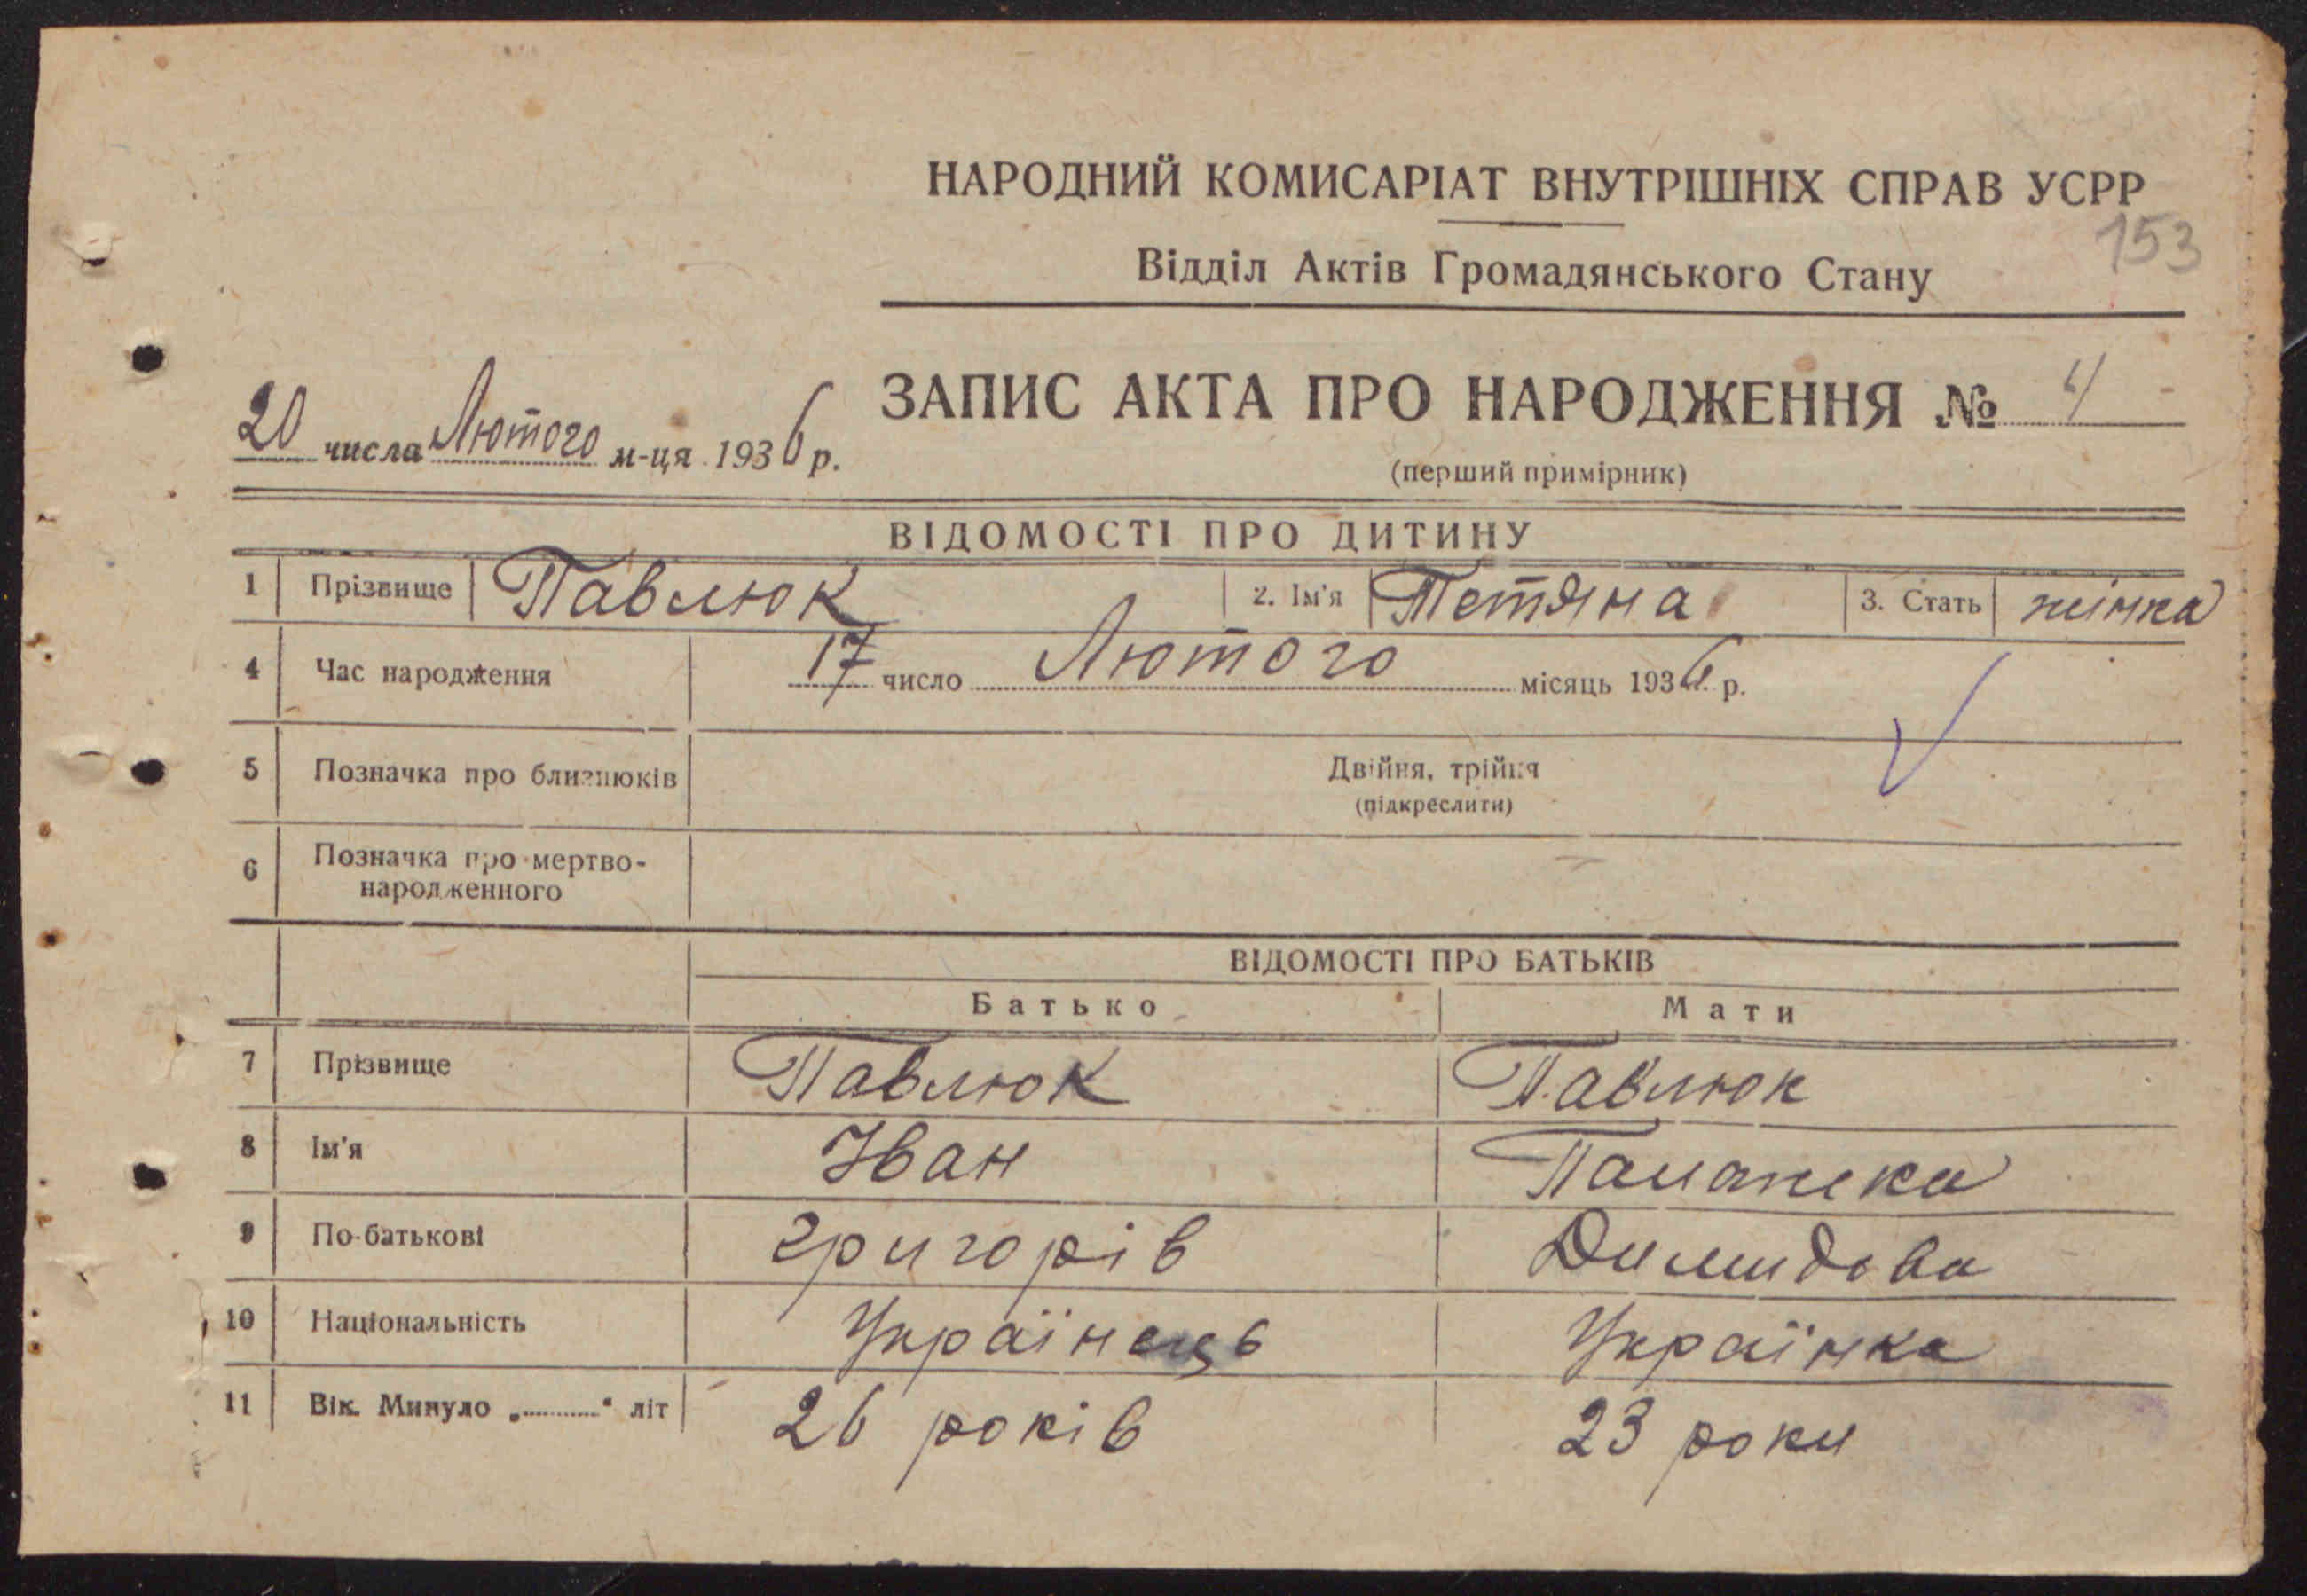 НАРОДНИЙ КОМИСАРІАТ ВНУТРІШНІХ СПРАВ УСРР
153
Відділ Актів Громадянського Стану
ЗАПИС АКТА ПРО НАРОДЖЕННЯ № 4
20 числа Лютого м-ця 1936 р.
(перший примірник)
ВІДОМОСТІ ПРО ДИТИНУ
1 Прізвище Павлюк 2. Ім'я Тетяна 3. Стать жінка
4 Час народження 17 число Лютого місяць 1936 р.
5 Позначка про близнюків Двійня, трійня
(підкреслити)
6 Позначка про мертво-
народженного
ВІДОМОСТІ ПРО БАТЬКІВ
Батько Мати
7 Прізвище Павлюк Павлюк
8 Ім'я Іван Палажка
9 По-батькові Григорів Димидова
10 Національність Українець Українка
11 Вік. Минуло „..........“ літ 26 років 23 роки